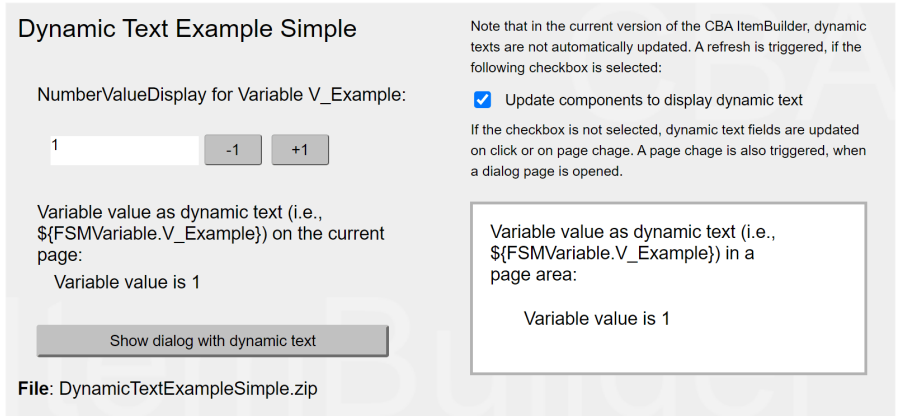 Dynamic Text Example Simple
NumberValueDisplay for Variable V_Example:
1
-1
+1
Variable value as dynamic text (i.e.,
${FSMVariable.V_Example}) on the current
page:
Variable value is 1
Show dialog with dynamic text
File: DynamicTextExampleSimple.zip
Note that in the current version of the CBA ItemBuilder, dynamic
texts are not automatically updated. A refresh is triggered, if the
following checkbox is selected:
Update components to display dynamic text
If the checkbox is not selected, dynamic text fields are updated
on click or on page chage. A page chage is also triggered, when
a dialog page is opened.
Variable value as dynamic text (i.e.,
${FSMVariable.V_Example}) in a
page area:
Variable value is 1
CBA
ItemBuilder